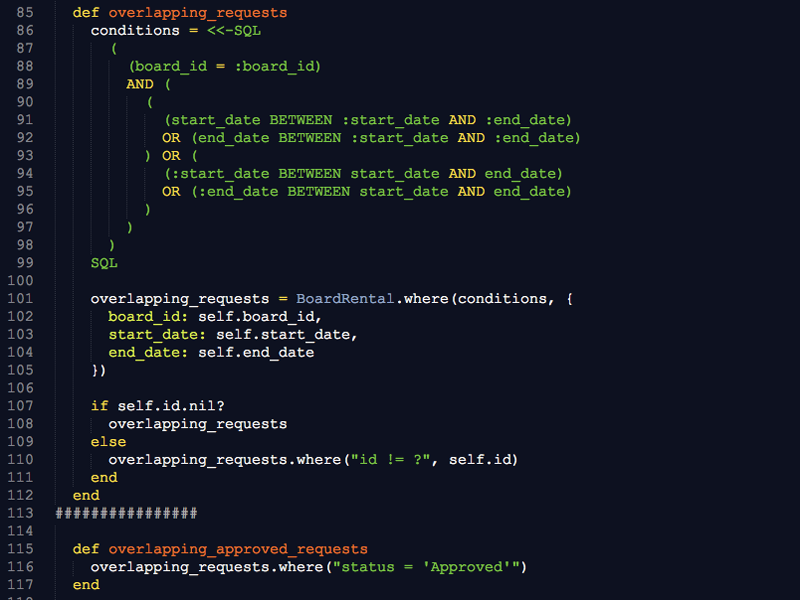 85 def overlapping_requests
86 conditions = <<-SQL
87 (
88 (board_id = :board_id)
89 AND (
90 (
91 (start_date BETWEEN :start_date AND :end_date)
92 OR (end_date BETWEEN :start_date AND :end_date)
93 ) OR (
94 (:start_date BETWEEN start_date AND end_date)
95 OR (:end_date BETWEEN start_date AND end_date)
96 )
97 )
98 )
99 SQL
100
101 overlapping_requests = BoardRental.where(conditions, {
102 board_id: self.board_id,
103 start_date: self.start_date,
104 end_date: self.end_date
105 })
106
107 if self.id.nil?
108 overlapping_requests
109 else
110 overlapping_requests.where("id != ?", self.id)
111 end
112 end
113 ################
114
115 def overlapping_approved_requests
116 overlapping_requests.where("status = 'Approved'")
117 end